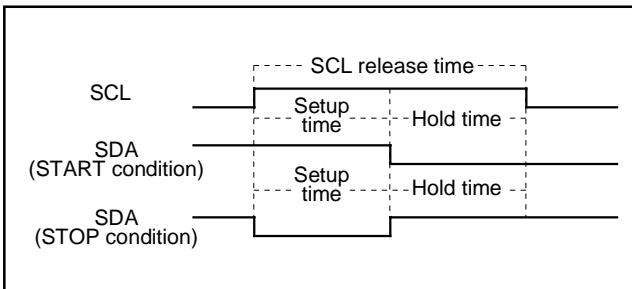 SCL release time
SCL
Setup
time
Hold time
SDA
(START condition)
Setup
time
Hold time
SDA
(STOP condition)